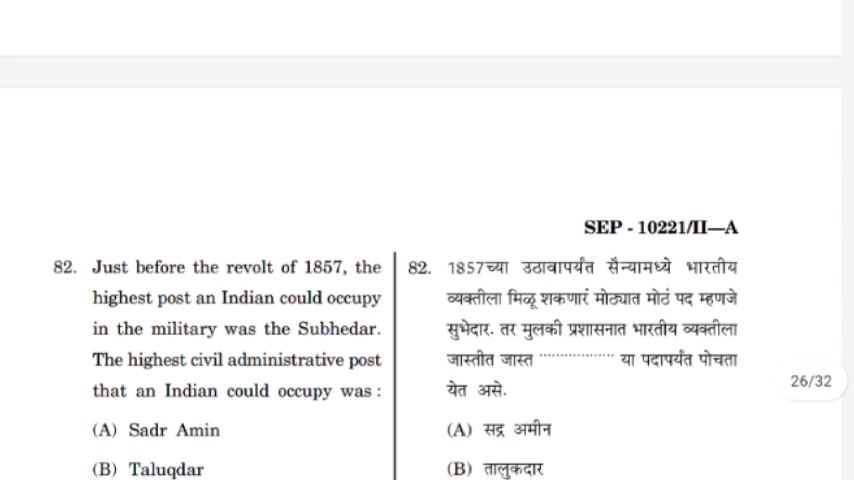 SEP - 10221/II—A
82. Just before the revolt of 1857, the
highest post an Indian could occupy
in the military was the Subhedar.
The highest civil administrative post
that an Indian could occupy was :
(A) Sadr Amin
(B) Taluqdar
82. 1857च्या उठावापर्यंत सैन्यामध्ये भारतीय
व्यक्तीला मिळू शकणारं मोठ्यात मोठं पद म्हणजे
सुभेदार. तर मुलकी प्रशासनात भारतीय व्यक्तीला
जास्तीत जास्त .................. या पदापर्यंत पोचता
येत असे.
(A) सद्र अमीन
(B) तालुकदार
26/32